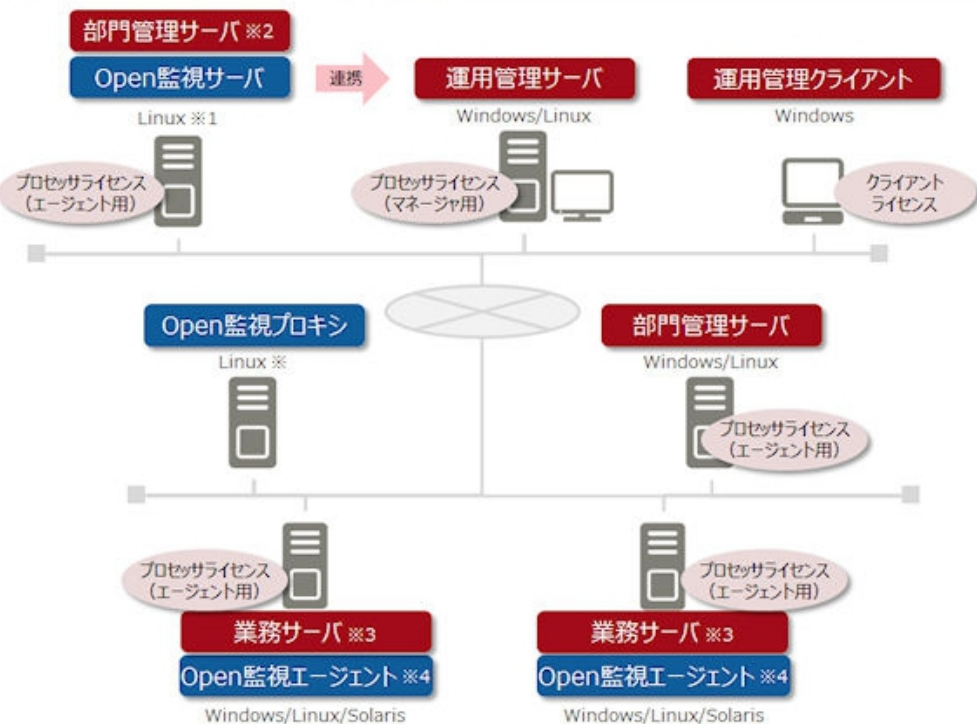 部門管理サーバ ※2
Open監視サーバ
連携
運用管理サーバ
運用管理クライアント
Linux ※1
Windows/Linux
Windows
プロセッサライセンス
(エージェント用)
プロセッサライセンス
(マネージャ用)
クライアント
ライセンス
Open監視プロキシ
部門管理サーバ
Linux ※
Windows/Linux
プロセッサライセンス
(エージェント用)
プロセッサライセンス
(エージェント用)
プロセッサライセンス
(エージェント用)
業務サーバ ※3
Open監視エージェント ※4
Windows/Linux/Solaris
業務サーバ ※3
Open監視エージェント ※4
Windows/Linux/Solaris